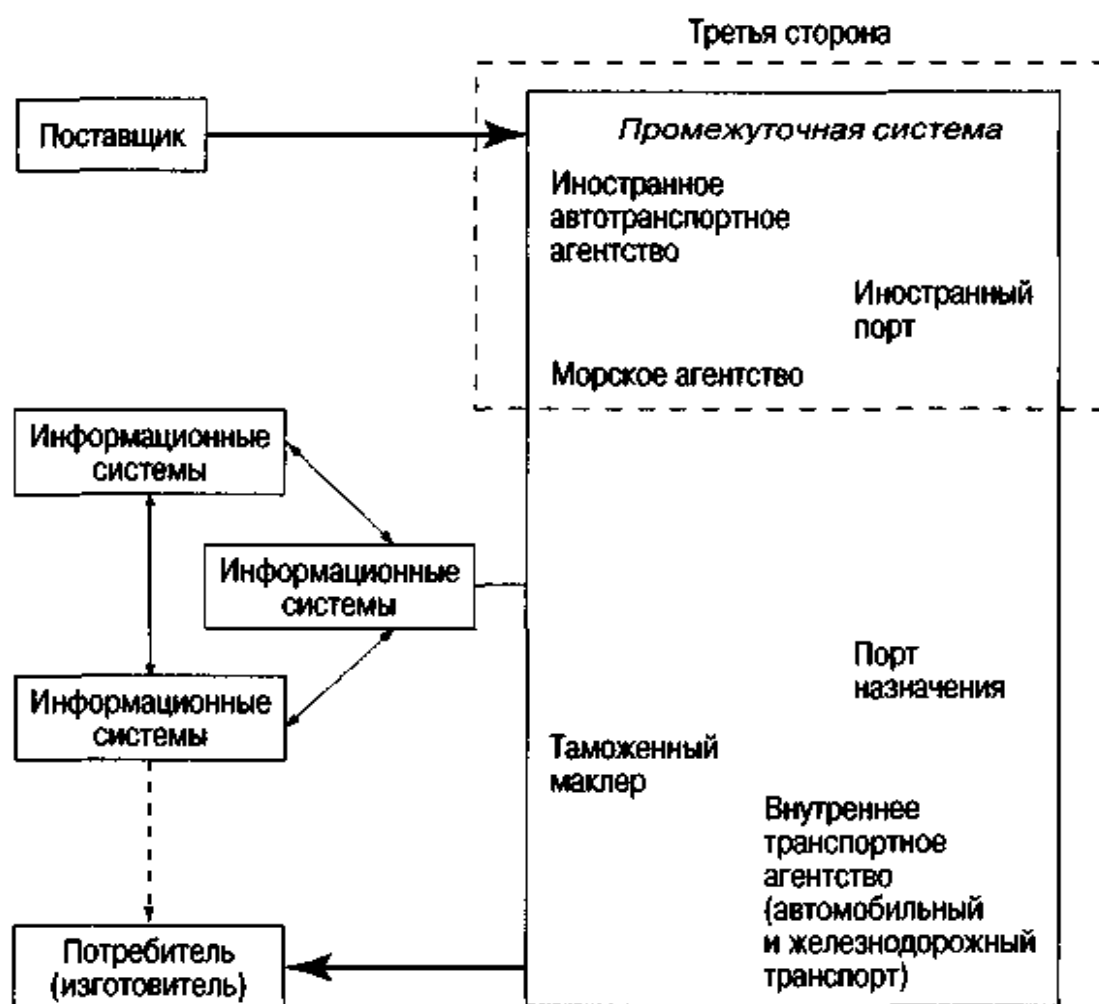 Третья сторона
Поставщик
Промежуточная система
Иностранное
автотранспортное
агентство
Иностранный
порт
Морское агентство
Информационные
системы
Информационные
системы
Информационные
системы
Порт
назначения
Таможенный
маклер
Внутреннее
транспортное
агентство
(автомобильный
и железнодорожный
транспорт)
Потребитель
(изготовитель)